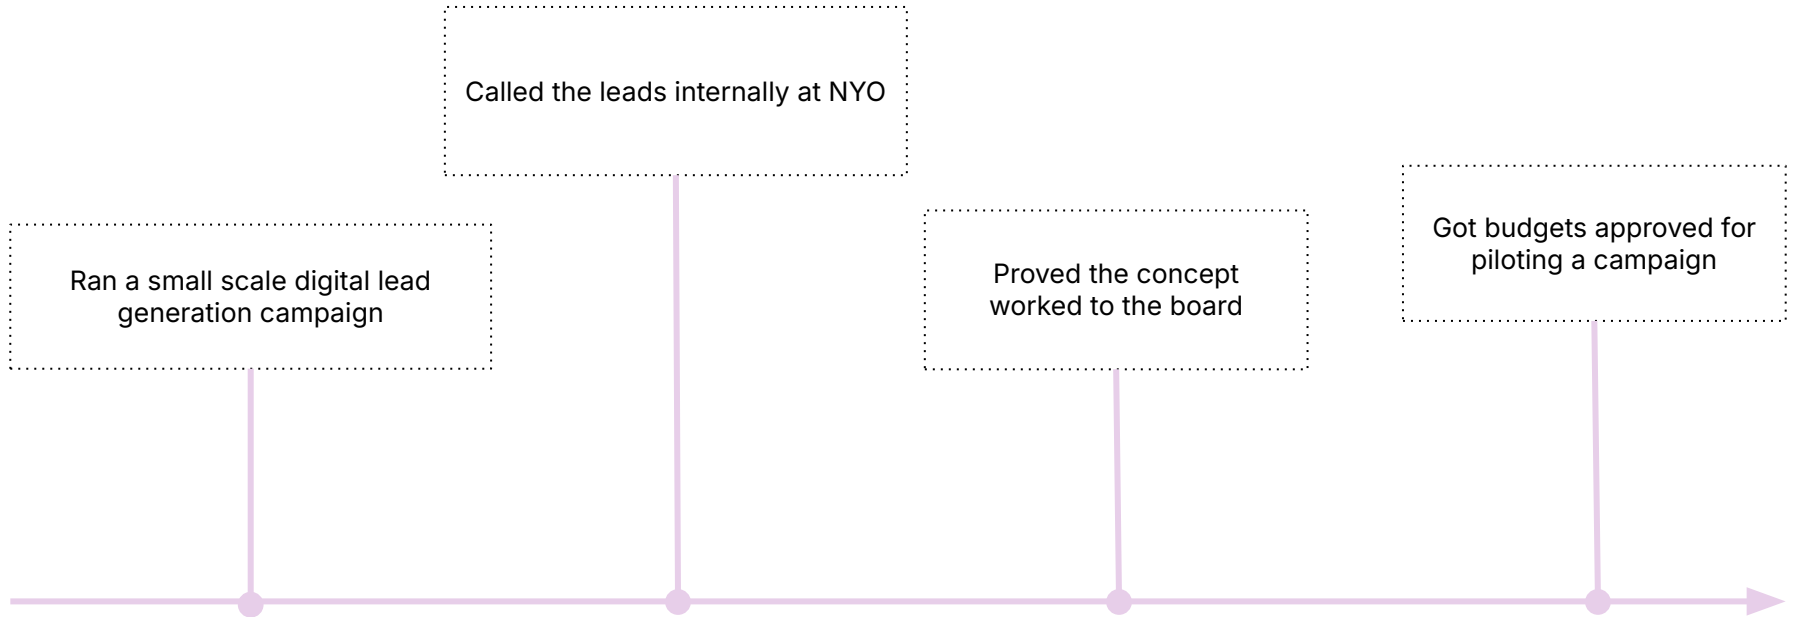 Ran a small scale digital lead
generation campaign
Called the leads internally at NYO
Proved the concept
worked to the board
Got budgets approved for
piloting a campaign